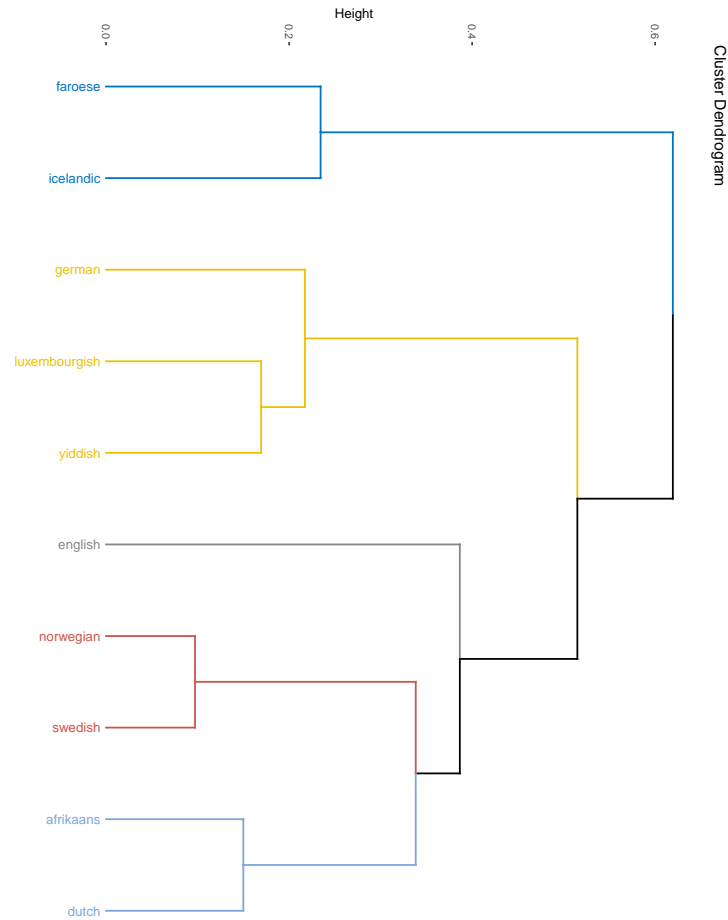 Height
0.0
0.2
0.4
0.6
Cluster Dendrogram
faroese
icelandic
german
luxembourgish
yiddish
english
norwegian
swedish
afrikaans
dutch